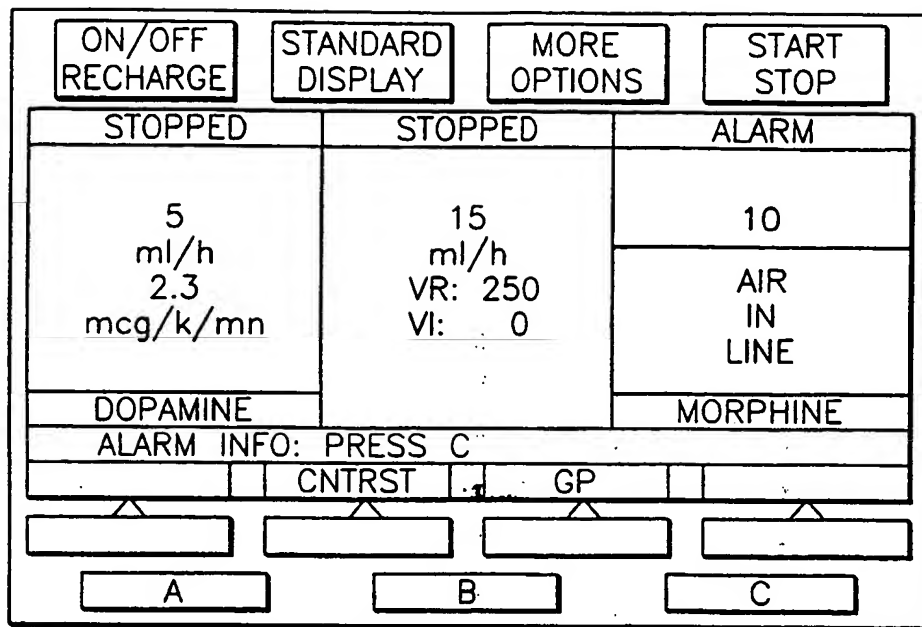 ON/OFF RECHARGE
STANDARD DISPLAY
MORE OPTIONS
START STOP
STOPPED
5
ml/h
2.3
mcg/k/mn
DOPAMINE
STOPPED
15
ml/h
VR: 250
VI: 0
ALARM
10
AIR
IN
LINE
MORPHINE
ALARM INFO: PRESS C
CNTRST
GP
A
B
C